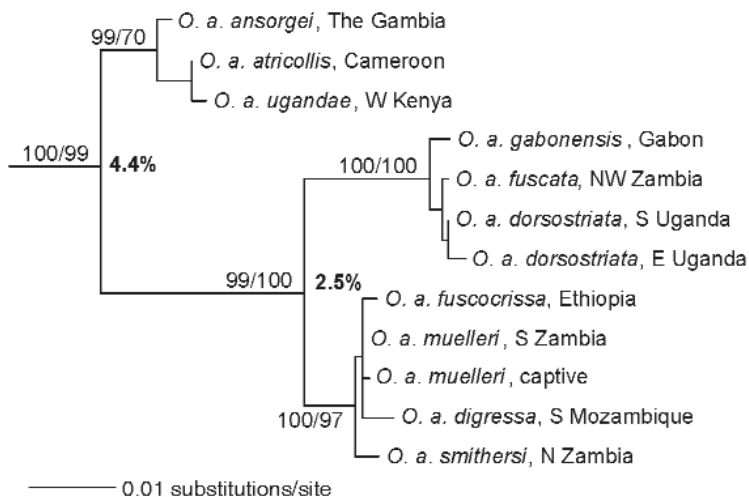 O. a. ansorgei, The Gambia
99/70
O. a. atricollis, Cameroon
O. a. ugandae, W Kenya
O. a. gabonensis , Gabon
100/99
4.4%
100/100
O. a. fuscata, NW Zambia
O. a. dorsostriata, S Uganda
O. a. dorsostriata, E Uganda
99/100
2.5%
O. a. fuscocrissa, Ethiopia
O. a. muelleri, S Zambia
O. a. muelleri, captive
100/97
O. a. digressa, S Mozambique
O. a. smithersi, N Zambia
0.01 substitutions/site